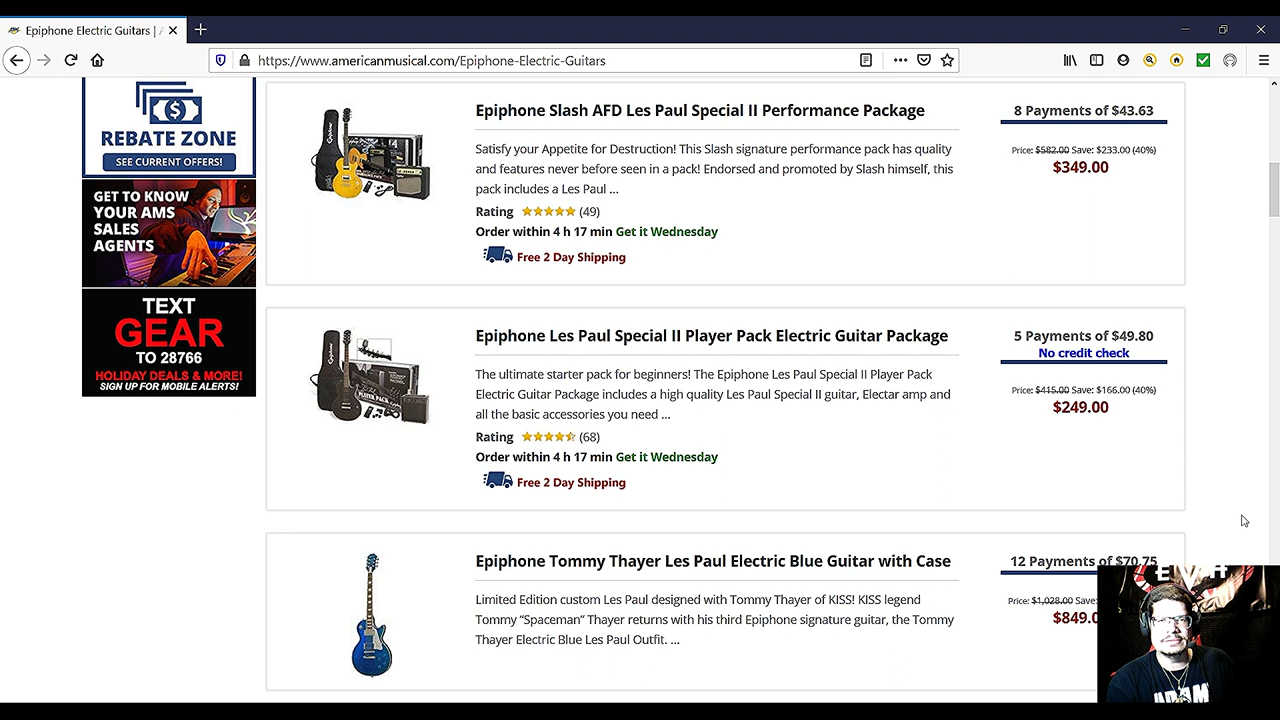 Epiphone Electric Guitars | A
https://www.americanmusical.com/Epiphone-Electric-Guitars
REBATE ZONE
SEE CURRENT OFFERS!
GET TO KNOW
YOUR AMS
SALES
AGENTS
TEXT
GEAR
TO 28766
HOLIDAY DEALS & MORE!
SIGN UP FOR MOBILE ALERTS!
Epiphone Slash AFD Les Paul Special II Performance Package
Satisfy your Appetite for Destruction! This Slash signature performance pack has quality
and features never before seen in a pack! Endorsed and promoted by Slash himself, this
pack includes a Les Paul ...
Rating (49)
Order within 4 h 17 min Get it Wednesday
Free 2 Day Shipping
8 Payments of $43.63
Price: $582.00 Save: $233.00 (40%)
$349.00
Epiphone Les Paul Special II Player Pack Electric Guitar Package
The ultimate starter pack for beginners! The Epiphone Les Paul Special II Player Pack
Electric Guitar Package includes a high quality Les Paul Special II guitar, Electar amp and
all the basic accessories you need ...
Rating (68)
Order within 4 h 17 min Get it Wednesday
Free 2 Day Shipping
5 Payments of $49.80
No credit check
Price: $415.00 Save: $166.00 (40%)
$249.00
Epiphone Tommy Thayer Les Paul Electric Blue Guitar with Case
Limited Edition custom Les Paul designed with Tommy Thayer of KISS! KISS legend
Tommy “Spaceman” Thayer returns with his third Epiphone signature guitar, the Tommy
Thayer Electric Blue Les Paul Outfit. ...
12 Payments of $70.75
Price: $1,028.00 Save:
$849.0